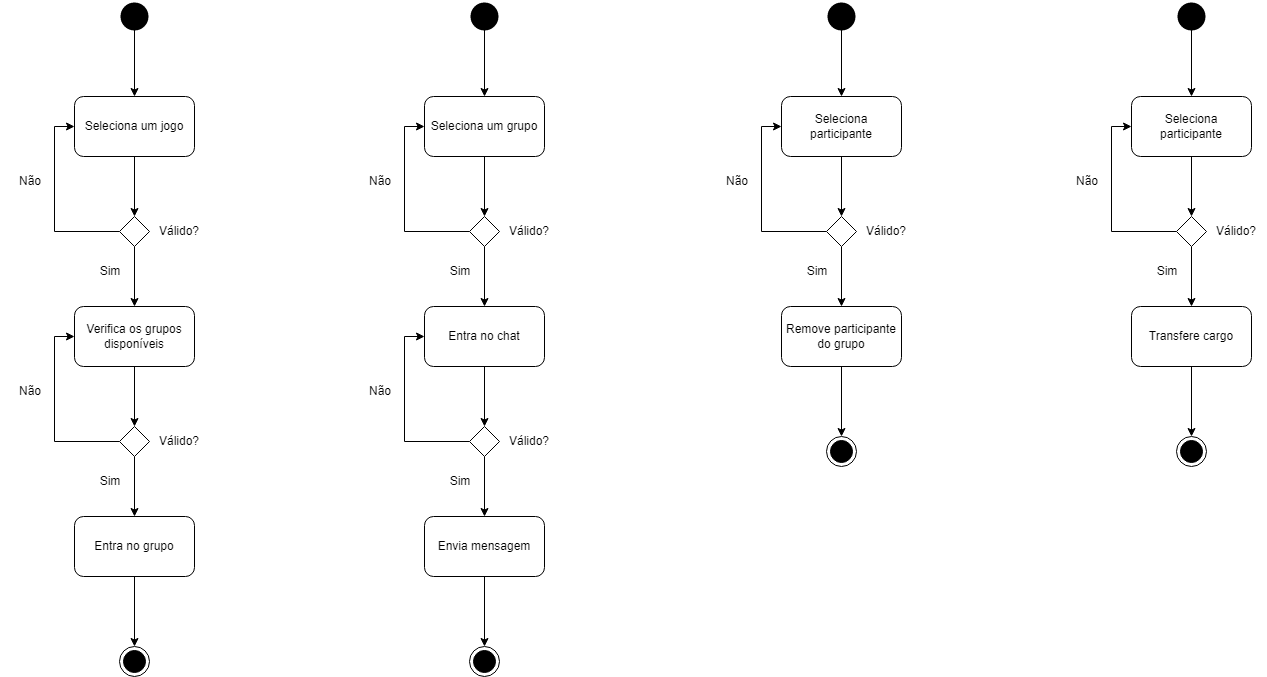 Seleciona um jogo
Não
Válido?
Sim
Verifica os grupos
disponíveis
Não
Válido?
Sim
Entra no grupo
Seleciona um grupo
Não
Válido?
Sim
Entra no chat
Não
Válido?
Sim
Envia mensagem
Seleciona
participante
Não
Válido?
Sim
Remove participante
do grupo
Seleciona
participante
Não
Válido?
Sim
Transfere cargo